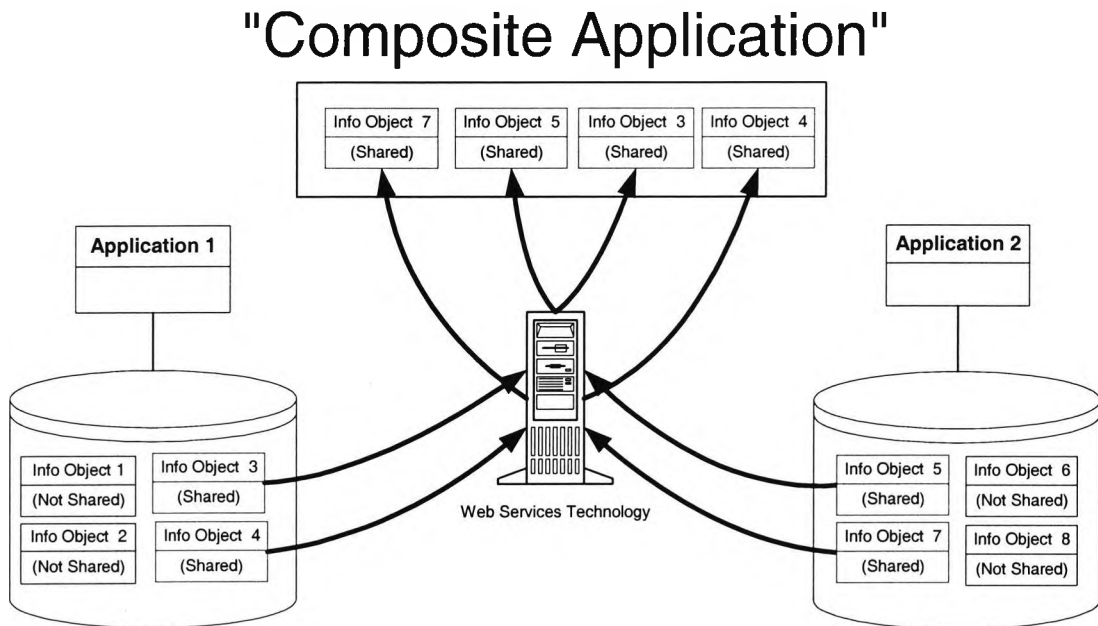 "Composite Application"
Info Object 7
(Shared)
Info Object 5
(Shared)
Info Object 3
(Shared)
Info Object 4
(Shared)
Application 1
Application 2
Info Object 1
(Not Shared)
Info Object 2
(Not Shared)
Info Object 3
(Shared)
Info Object 4
(Shared)
Web Services Technology
Info Object 5
(Shared)
Info Object 7
(Shared)
Info Object 6
(Not Shared)
Info Object 8
(Not Shared)